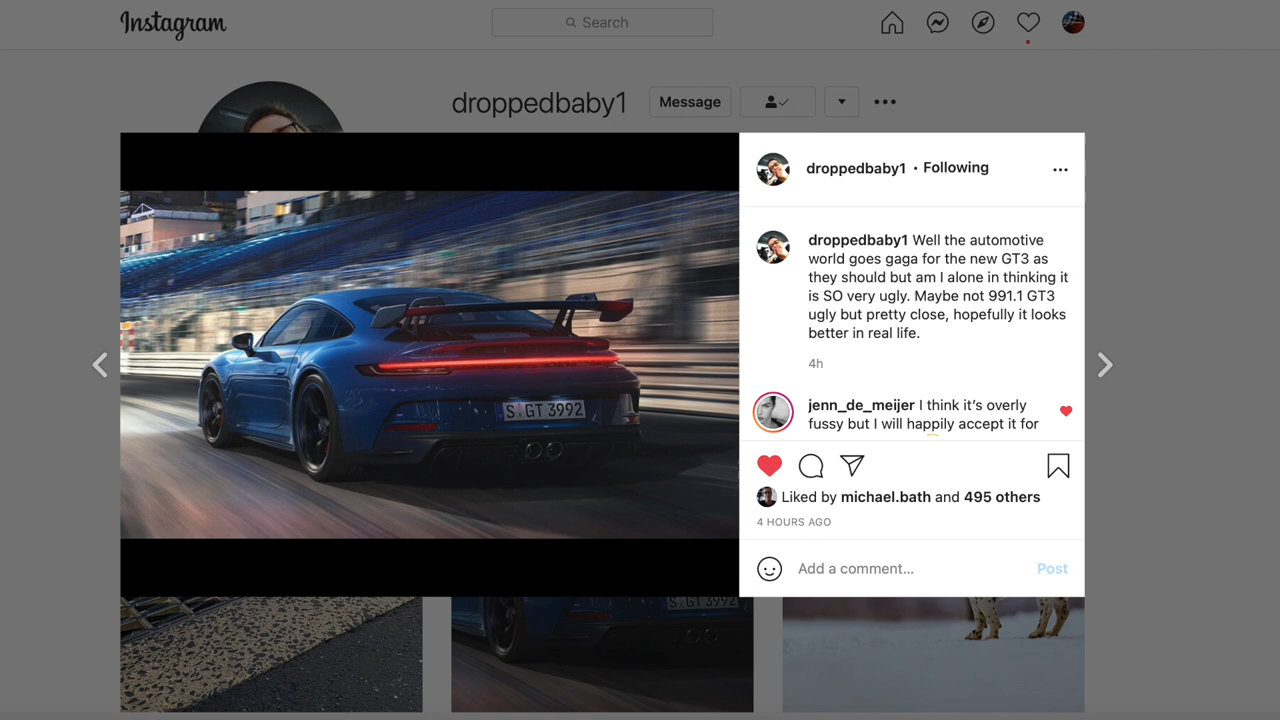 Instagram
Search
droppedbaby1
Message
droppedbaby1 • Following
droppedbaby1 Well the automotive
world goes gaga for the new GT3 as
they should but am I alone in thinking it
is SO very ugly. Maybe not 991.1 GT3
ugly but pretty close, hopefully it looks
better in real life.
4h
jenn_de_meijer I think it’s overly
fussy but I will happily accept it for
S GT 3992
Liked by michael.bath and 495 others
4 HOURS AGO
Add a comment...
Post
S GT 3992